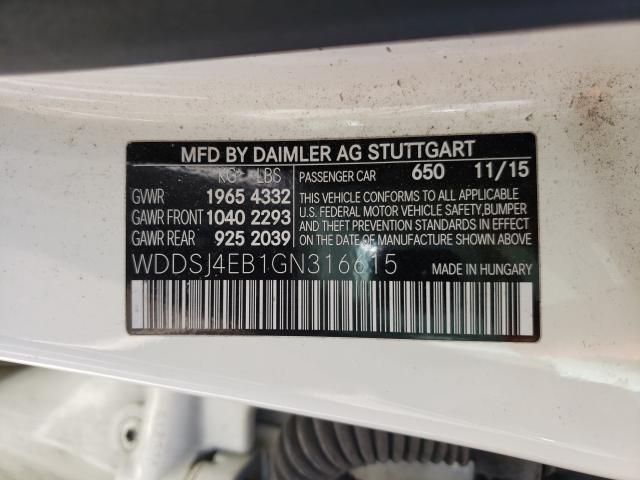 MFD BY DAIMLER AG STUTTGART
KG LBS PASSENGER CAR 650 11/15
GVWR 1965 4332
GAWR FRONT 1040 2293
GAWR REAR 925 2039
THIS VEHICLE CONFORMS TO ALL APPLICABLE
U.S. FEDERAL MOTOR VEHICLE SAFETY, BUMPER
AND THEFT PREVENTION STANDARDS IN EFFECT
ON THE DATE OF MANUFACTURE SHOWN ABOVE.
WDDSJ4EB1GN316615 MADE IN HUNGARY